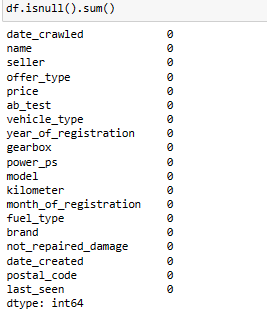 df.isnull().sum()
date_crawled 0
name 0
seller 0
offer_type 0
price 0
ab_test 0
vehicle_type 0
year_of_registration 0
gearbox 0
power_ps 0
model 0
kilometer 0
month_of_registration 0
fuel_type 0
brand 0
not_repaired_damage 0
date_created 0
postal_code 0
last_seen 0
dtype: int64